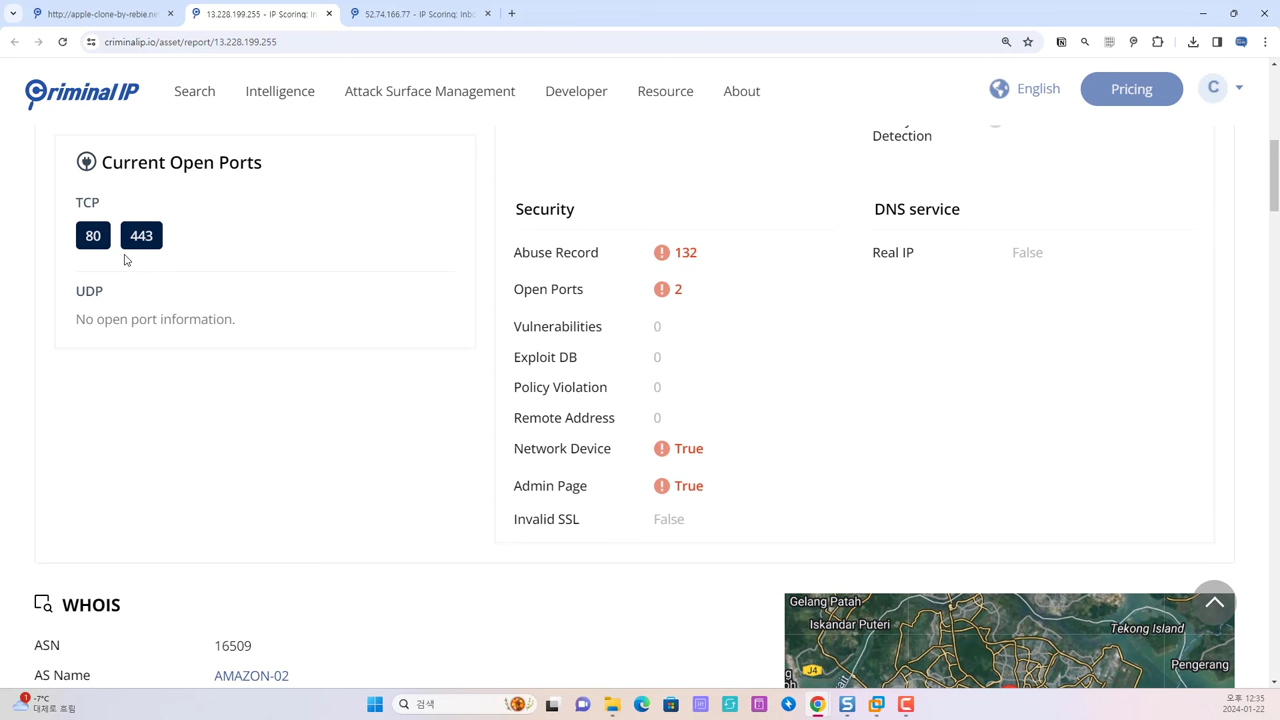 http://apple-clone-by-rebie.ne
13.228.199.255 - IP Scoring: In
52.74.166.77 - IP Scoring: Inb
criminalip.io/asset/report/13.228.199.255
Criminal IP
Search
Intelligence
Attack Surface Management
Developer
Resource
About
English
Pricing
C
Detection
Current Open Ports
TCP
80
443
UDP
No open port information.
Security
Abuse Record 132
Open Ports 2
Vulnerabilities 0
Exploit DB 0
Policy Violation 0
Remote Address 0
Network Device True
Admin Page True
Invalid SSL False
DNS service
Real IP False
WHOIS
ASN 16509
AS Name AMAZON-02
Gelang Patah
Iskandar Puteri
Tekong Island
Pengerang
J4
1
-7°C
대체로 흐림
검색
오후 12:35
2024-01-22